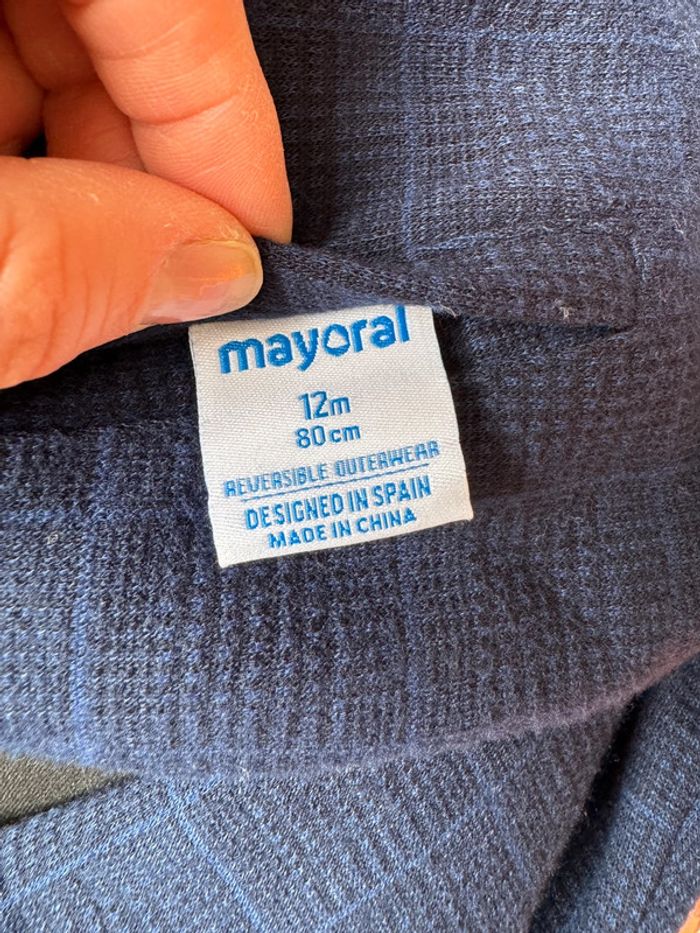 mayoral
12m
80cm
REVERSIBLE OUTERWEAR
DESIGNED IN SPAIN
MADE IN CHINA